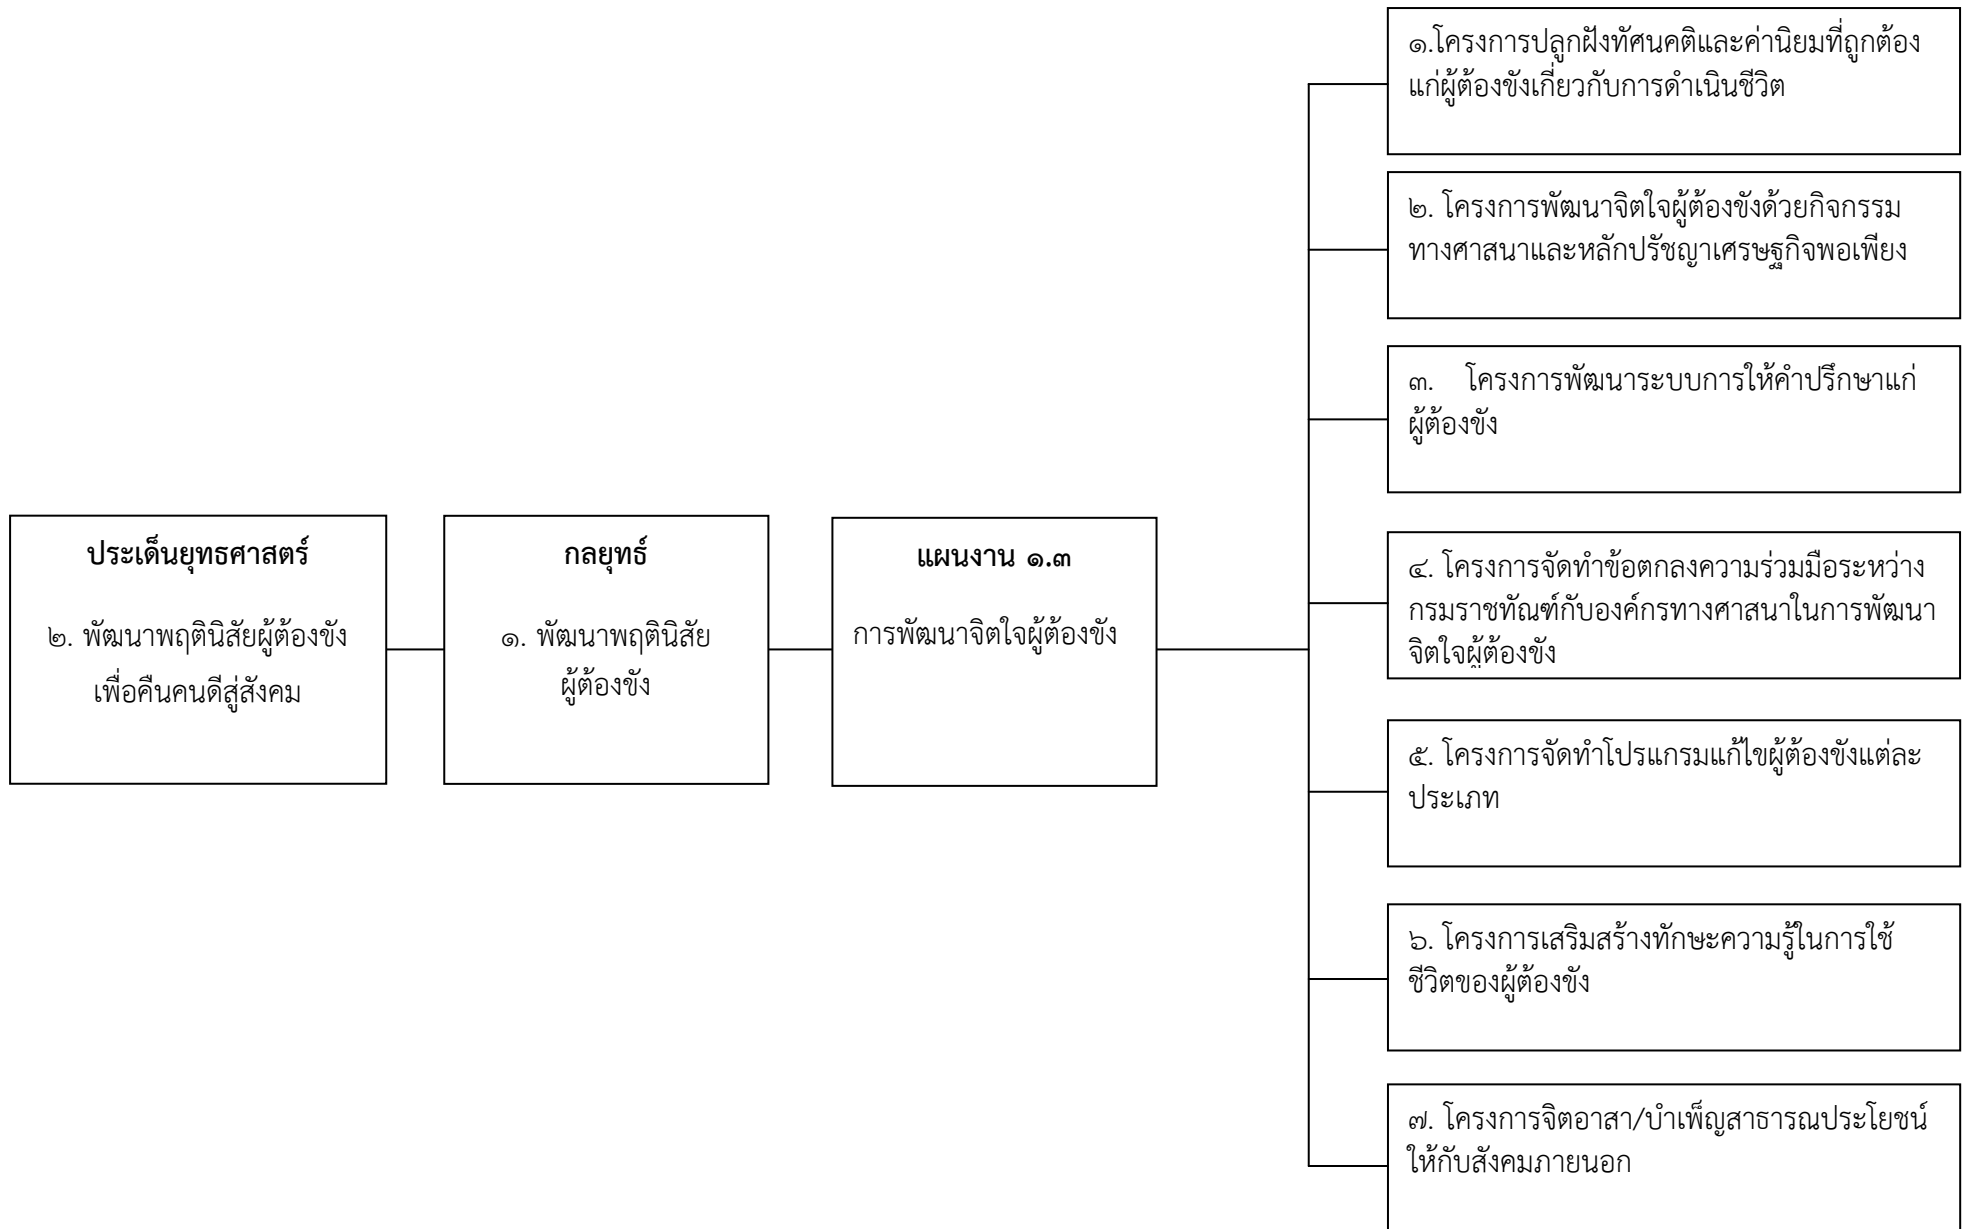 ประเด็นยุทธศาสตร์
๒. พัฒนาพฤตินิสัยผู้ต้องขัง
เพื่อคืนคนดีสู่สังคม
กลยุทธ์
๑. พัฒนาพฤตินิสัย
ผู้ต้องขัง
แผนงาน ๑.๓
การพัฒนาจิตใจผู้ต้องขัง
๑.โครงการปลูกฝังทัศนคติและค่านิยมที่ถูกต้อง
แก่ผู้ต้องขังเกี่ยวกับการดำเนินชีวิต
๒. โครงการพัฒนาจิตใจผู้ต้องขังด้วยกิจกรรม
ทางศาสนาและหลักปรัชญาเศรษฐกิจพอเพียง
๓. โครงการพัฒนาระบบการให้คำปรึกษาแก่
ผู้ต้องขัง
๔. โครงการจัดทำข้อตกลงความร่วมมือระหว่าง
กรมราชทัณฑ์กับองค์กรทางศาสนาในการพัฒนา
จิตใจผู้ต้องขัง
๕. โครงการจัดทำโปรแกรมแก้ไขผู้ต้องขังแต่ละ
ประเภท
๖. โครงการเสริมสร้างทักษะความรู้ในการใช้
ชีวิตของผู้ต้องขัง
๗. โครงการจิตอาสา/บำเพ็ญสาธารณประโยชน์
ให้กับสังคมภายนอก